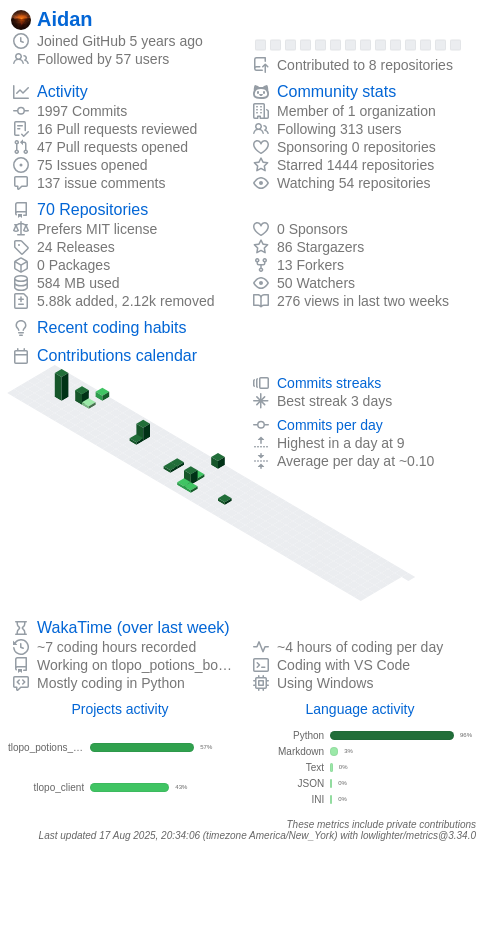 Aidan
Joined GitHub 5 years ago
Followed by 57 users
Contributed to 8 repositories
Activity
1997 Commits
16 Pull requests reviewed
47 Pull requests opened
75 Issues opened
137 issue comments
Community stats
Member of 1 organization
Following 313 users
Sponsoring 0 repositories
Starred 1444 repositories
Watching 54 repositories
70 Repositories
Prefers MIT license
24 Releases
0 Packages
584 MB used
5.88k added, 2.12k removed
0 Sponsors
86 Stargazers
13 Forkers
50 Watchers
276 views in last two weeks
Recent coding habits
Contributions calendar
Commits streaks
Best streak 3 days
Commits per day
Highest in a day at 9
Average per day at ~0.10
WakaTime (over last week)
~7 coding hours recorded
Working on tlopo_potions_bo…
Mostly coding in Python
~4 hours of coding per day
Coding with VS Code
Using Windows
Projects activity
tlopo_potions_… 57%
tlopo_client 43%
Language activity
Python 96%
Markdown 3%
Text 0%
JSON 0%
INI 0%
These metrics include private contributions
Last updated 17 Aug 2025, 20:34:06 (timezone America/New_York) with lowlighter/metrics@3.34.0